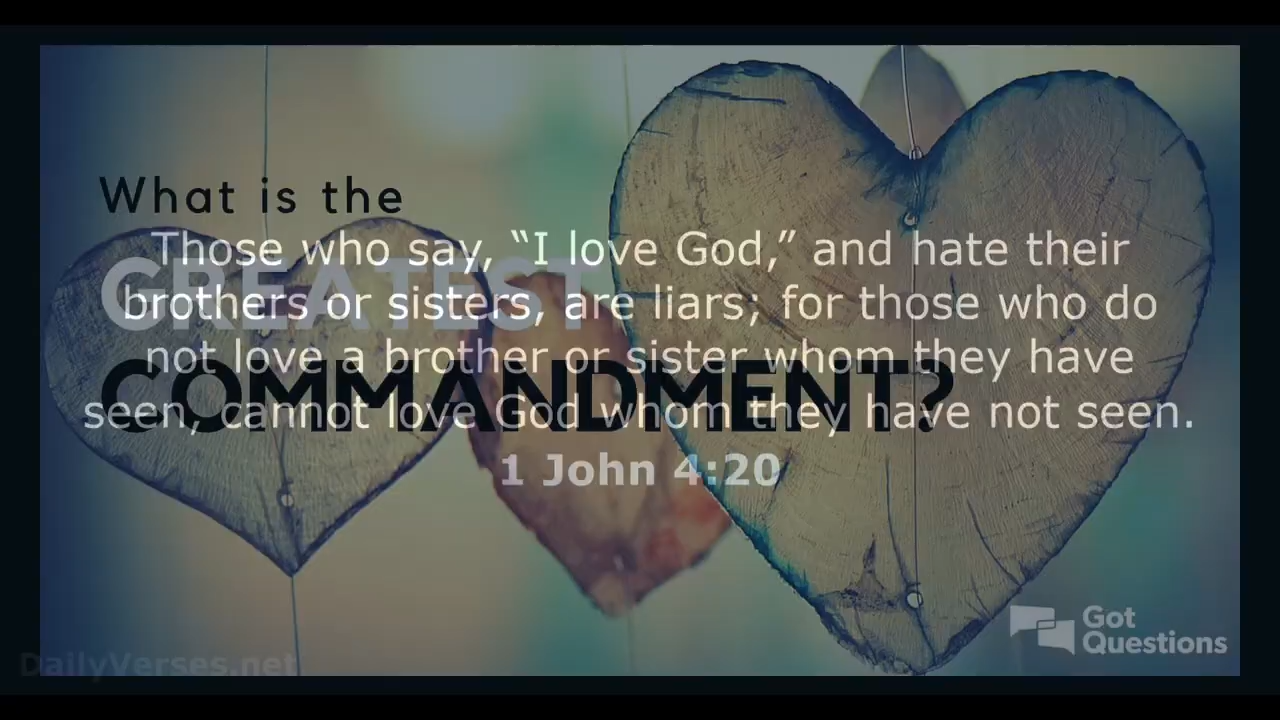 What is the
GREATEST
COMMANDMENT?
Those who say, “I love God,” and hate their
brothers or sisters, are liars; for those who do
not love a brother or sister whom they have
seen, cannot love God whom they have not seen.
1 John 4:20
Got
Questions
DailyVerses.net